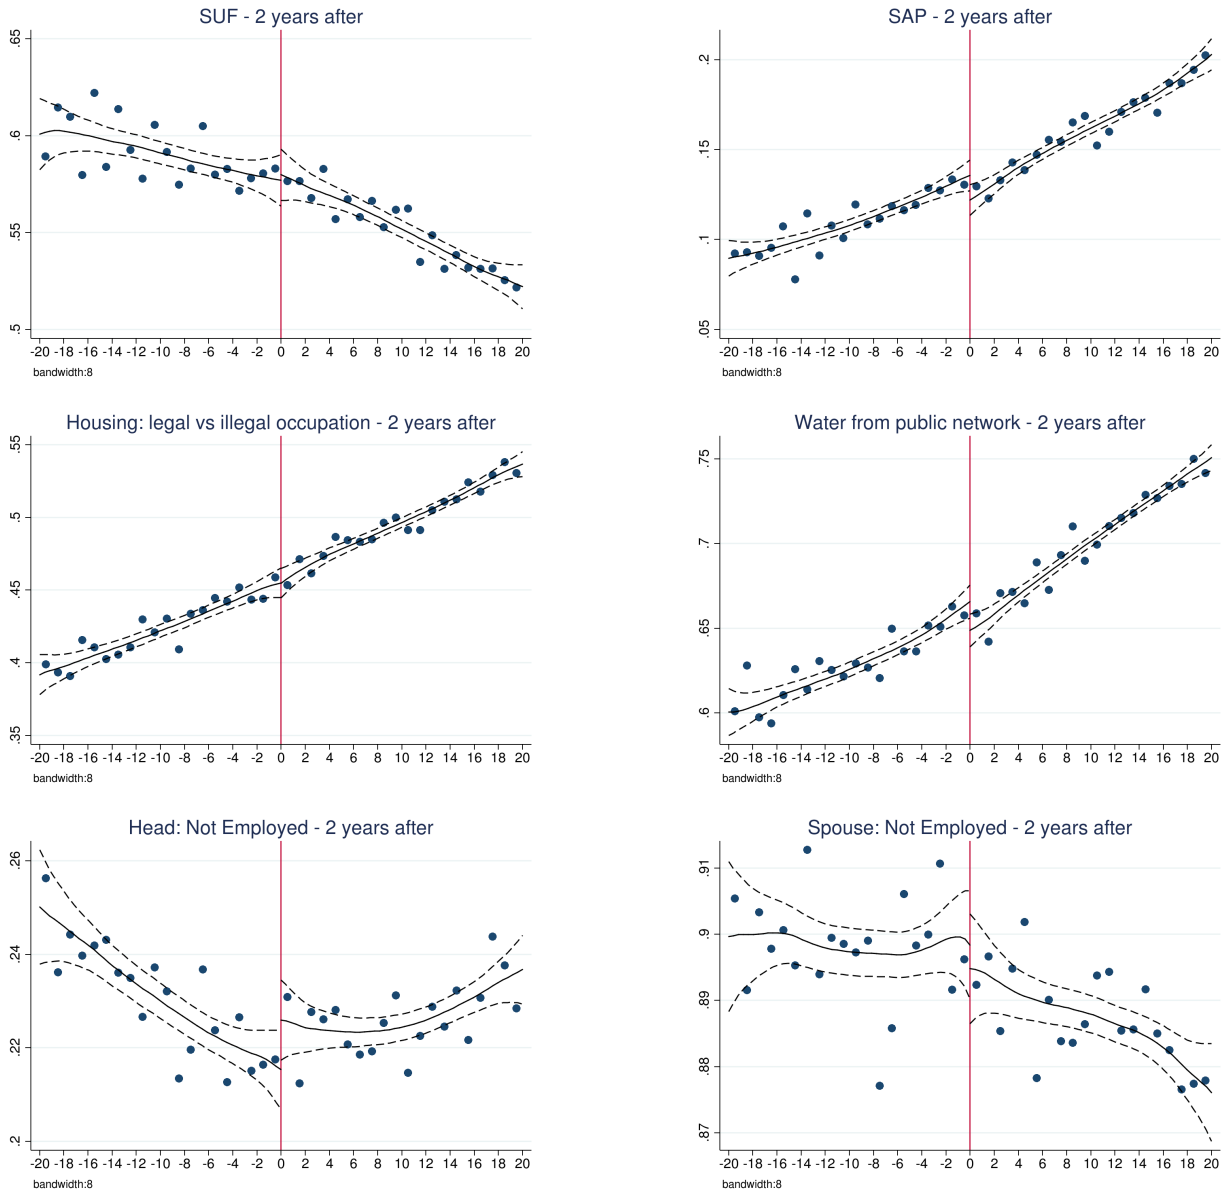 SUF - 2 years after
.65
.6
.55
.5
-20 -18 -16 -14 -12 -10 -8 -6 -4 -2 0 2 4 6 8 10 12 14 16 18 20
bandwidth:8
SAP - 2 years after
.2
.15
.1
.05
-20 -18 -16 -14 -12 -10 -8 -6 -4 -2 0 2 4 6 8 10 12 14 16 18 20
bandwidth:8
Housing: legal vs illegal occupation - 2 years after
.55
.5
.45
.4
.35
-20 -18 -16 -14 -12 -10 -8 -6 -4 -2 0 2 4 6 8 10 12 14 16 18 20
bandwidth:8
Water from public network - 2 years after
.75
.7
.65
.6
-20 -18 -16 -14 -12 -10 -8 -6 -4 -2 0 2 4 6 8 10 12 14 16 18 20
bandwidth:8
Head: Not Employed - 2 years after
.26
.24
.22
.2
-20 -18 -16 -14 -12 -10 -8 -6 -4 -2 0 2 4 6 8 10 12 14 16 18 20
bandwidth:8
Spouse: Not Employed - 2 years after
.91
.9
.89
.88
.87
-20 -18 -16 -14 -12 -10 -8 -6 -4 -2 0 2 4 6 8 10 12 14 16 18 20
bandwidth:8